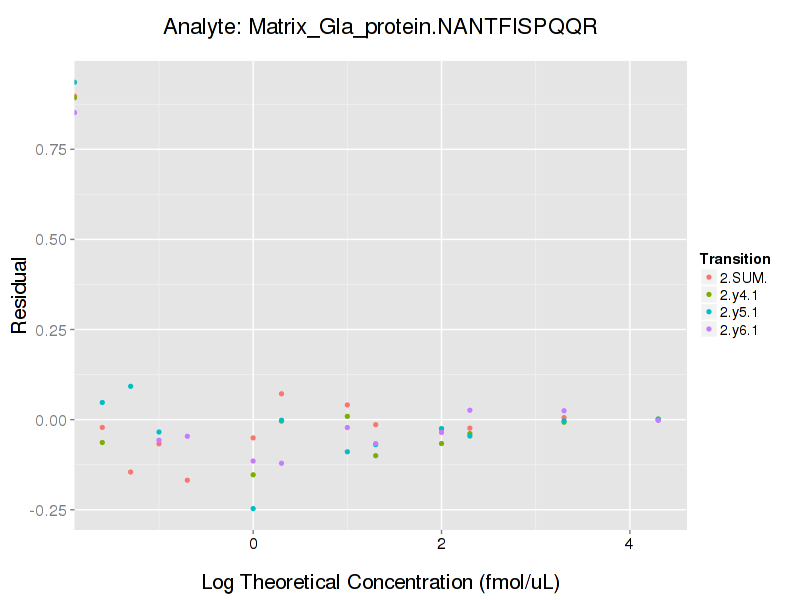 Analyte: Matrix_Gla_protein.NANTFISPQQR
0.75
0.50
0.25
0.00
-0.25
Residual
0 2 4
Log Theoretical Concentration (fmol/uL)
Transition
2.SUM.
2.y4.1
2.y5.1
2.y6.1